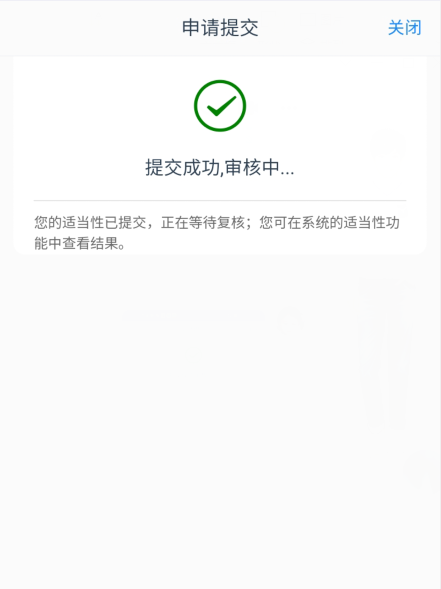 申请提交
关闭
提交成功,审核中...
您的适当性已提交，正在等待复核；您可在系统的适当性功
能中查看结果。